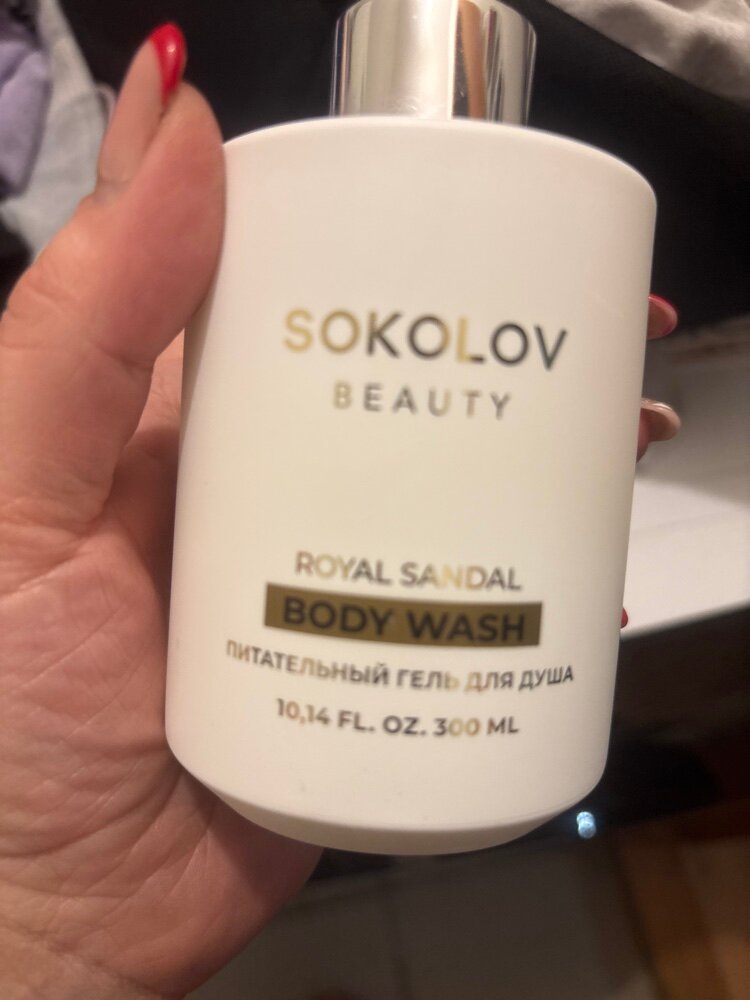 SOKOLOV
BEAUTY
ROYAL SANDAL
BODY WASH
ПИТАТЕЛЬНЫЙ ГЕЛЬ ДЛЯ ДУША
10,14 FL. OZ. 300 ML